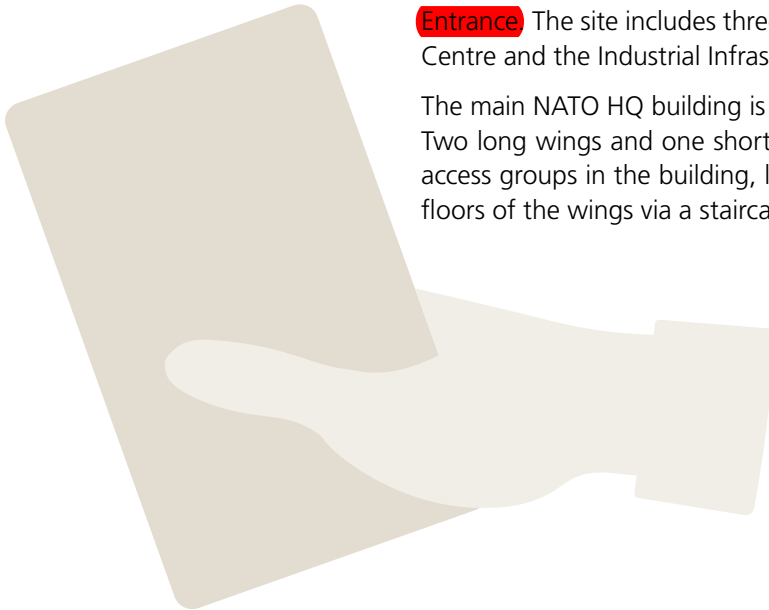 Entrance. The site includes thre
Centre and the Industrial Infras
The main NATO HQ building is
Two long wings and one short
access groups in the building, l
floors of the wings via a stairca